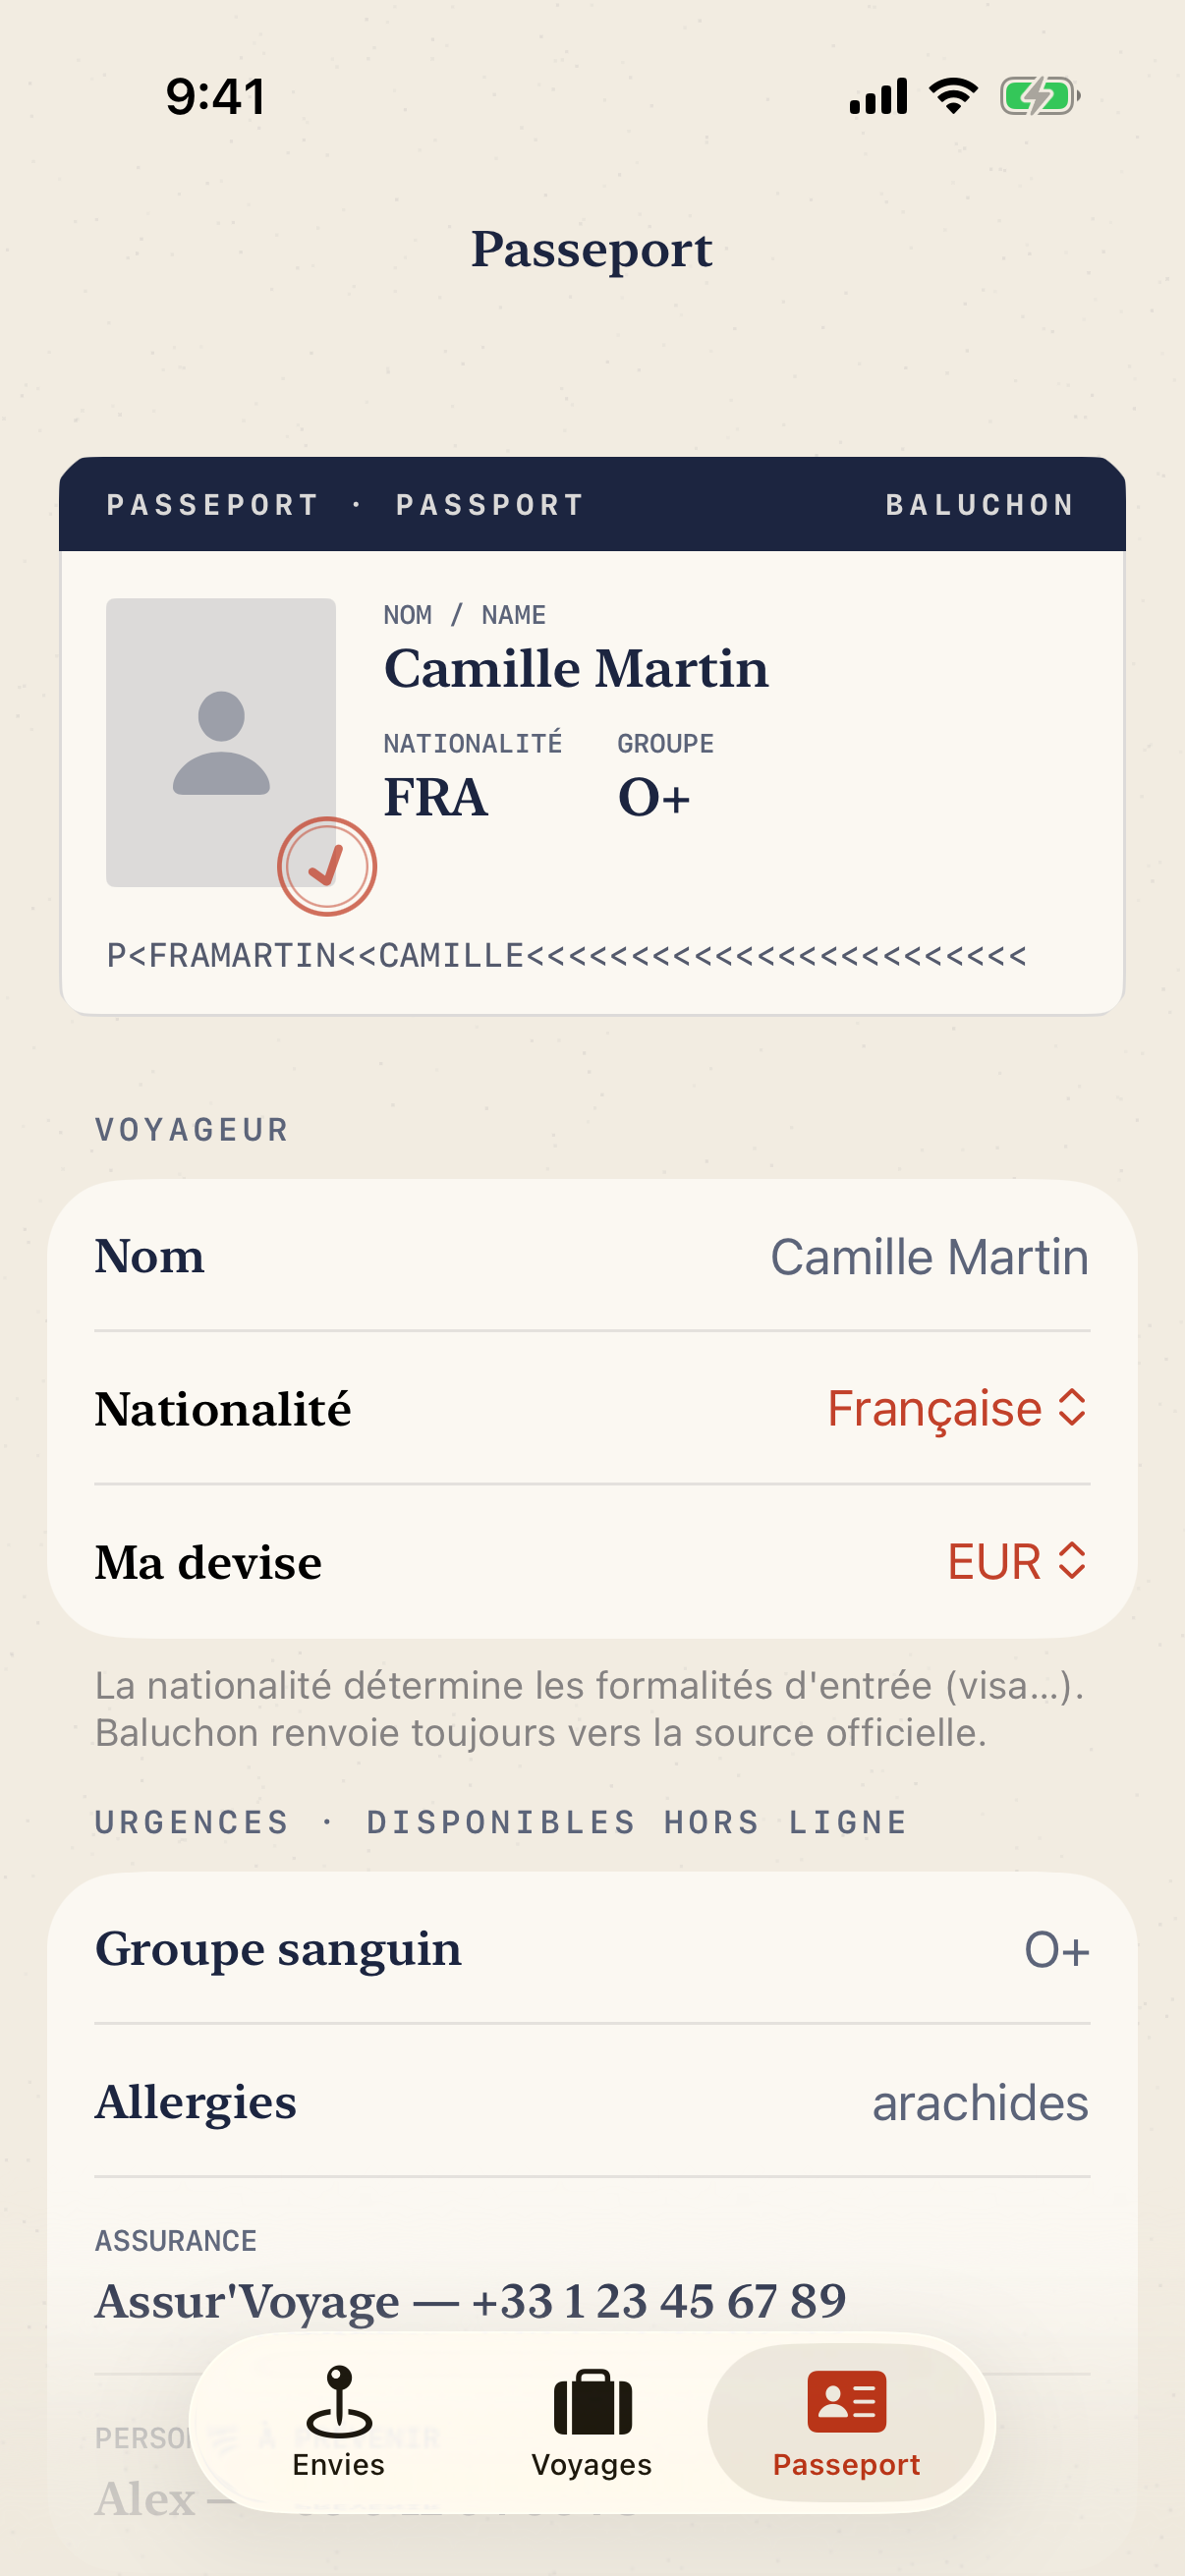 9:41
Passeport
PASSEPORT · PASSPORT BALUCHON
NOM / NAME
Camille Martin
NATIONALITÉ GROUPE
FRA O+
P<FRAMARTIN<<CAMILLE<<<<<<<<<<<<<<<<<<<<<<<<
VOYAGEUR
Nom Camille Martin
Nationalité Française
Ma devise EUR
La nationalité détermine les formalités d'entrée (visa...).
Baluchon renvoie toujours vers la source officielle.
URGENCES · DISPONIBLES HORS LIGNE
Groupe sanguin O+
Allergies arachides
ASSURANCE
Assur'Voyage — +33 1 23 45 67 89
À PRÉVENIR
Alex —
Envies Voyages Passeport